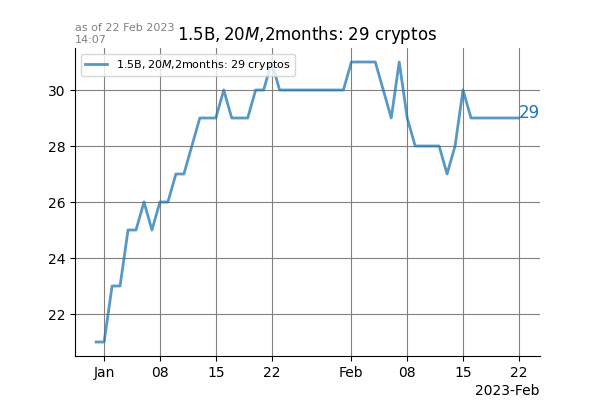 as of 22 Feb 2023
14:07
1.5B, 20M,2months: 29 cryptos
1.5B, 20M,2months: 29 cryptos
30
28
26
24
22
29
Jan
08
15
22
Feb
08
15
22
2023-Feb